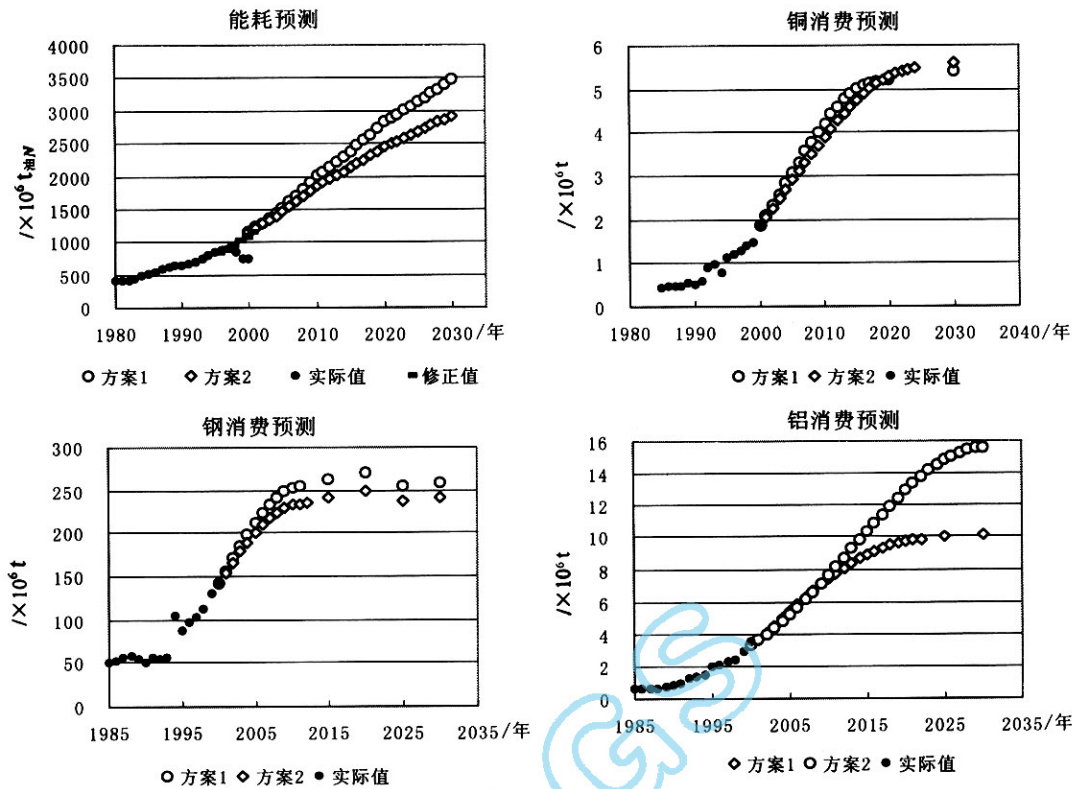 能耗预测
4000
3500
3000
2500
2000
1500
1000
500
0
/×10⁶t油N
1980 1990 2000 2010 2020 2030/年
○ 方案1 ◇ 方案2 ● 实际值 ■ 修正值
铜消费预测
6
5
4
3
2
1
0
/×10⁶t
1980 1990 2000 2010 2020 2030 2040/年
○ 方案1 ◇ 方案2 ● 实际值
钢消费预测
300
250
200
150
100
50
0
/×10⁶t
1985 1995 2005 2015 2025 2035/年
○ 方案1 ◇ 方案2 ● 实际值
铝消费预测
16
14
12
10
8
6
4
2
0
/×10⁶t
1985 1995 2005 2015 2025 2035/年
◇ 方案1 ○ 方案2 ● 实际值
GS